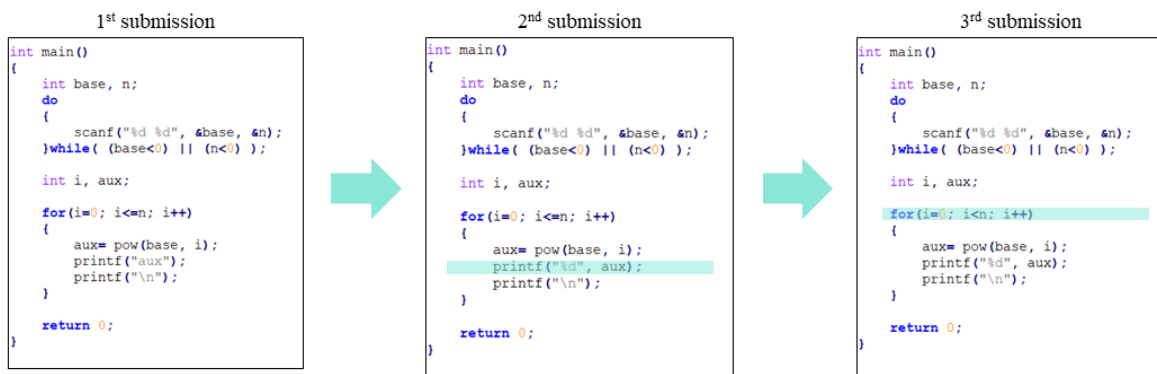 1st submission
int main()
{
    int base, n;
    do
    {
        scanf("%d %d", &base, &n);
    }while( (base<0) || (n<0) );

    int i, aux;

    for(i=0; i<=n; i++)
    {
        aux= pow(base, i);
        printf("aux");
        printf("\n");
    }

    return 0;
}
2nd submission
int main()
{
    int base, n;
    do
    {
        scanf("%d %d", &base, &n);
    }while( (base<0) || (n<0) );

    int i, aux;

    for(i=0; i<=n; i++)
    {
        aux= pow(base, i);
        printf("%d", aux);
        printf("\n");
    }

    return 0;
}
3rd submission
int main()
{
    int base, n;
    do
    {
        scanf("%d %d", &base, &n);
    }while( (base<0) || (n<0) );

    int i, aux;

    for(i=0; i<n; i++)
    {
        aux= pow(base, i);
        printf("%d", aux);
        printf("\n");
    }

    return 0;
}